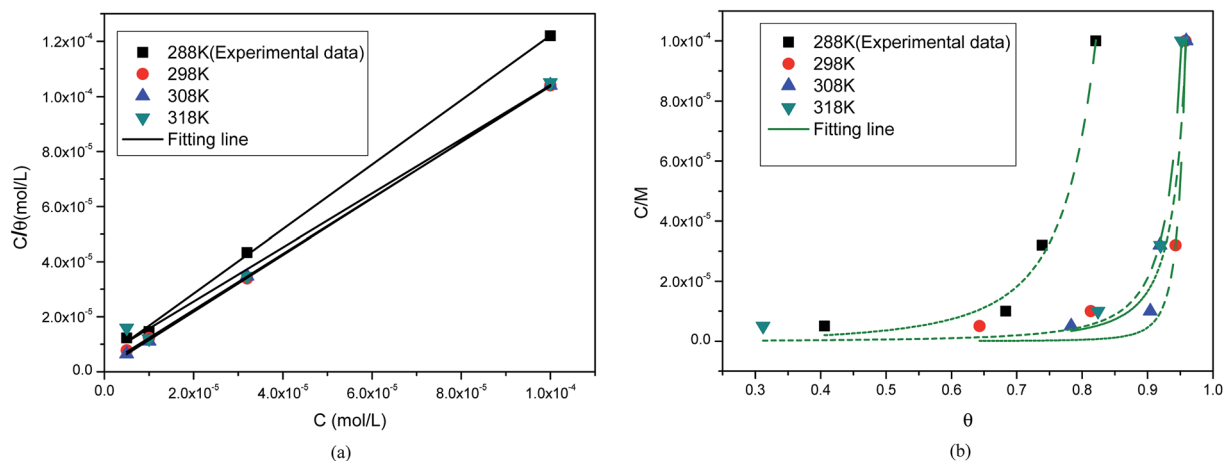 1.2x10⁻⁴
1.0x10⁻⁴
8.0x10⁻⁵
6.0x10⁻⁵
4.0x10⁻⁵
2.0x10⁻⁵
0.0
C/θ(mol/L)
288K(Experimental data)
298K
308K
318K
Fitting line
2.0x10⁻⁵ 4.0x10⁻⁵ 6.0x10⁻⁵ 8.0x10⁻⁵ 1.0x10⁻⁴
C (mol/L)
(a)
1.0x10⁻⁴
8.0x10⁻⁵
6.0x10⁻⁵
4.0x10⁻⁵
2.0x10⁻⁵
0.0
C/M
288K(Experimental data)
298K
308K
318K
Fitting line
0.3 0.4 0.5 0.6 0.7 0.8 0.9 1.0
θ
(b)